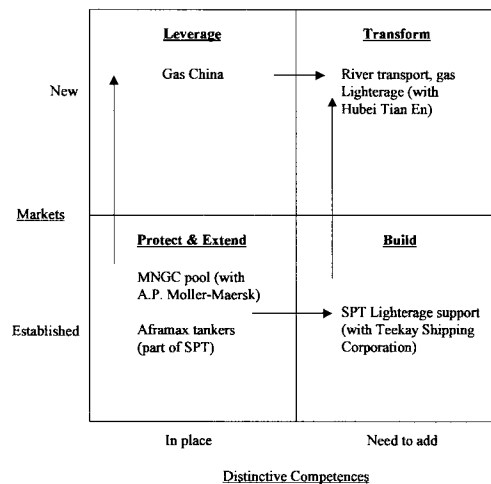 Leverage
Transform
Gas China
River transport, gas
Lighterage (with
Hubei Tian En)
New
Markets
Protect & Extend
Build
MNGC pool (with
A.P. Moller-Maersk)
Aframax tankers
(part of SPT)
SPT Lighterage support
(with Teekay Shipping
Corporation)
Established
In place
Need to add
Distinctive Competences